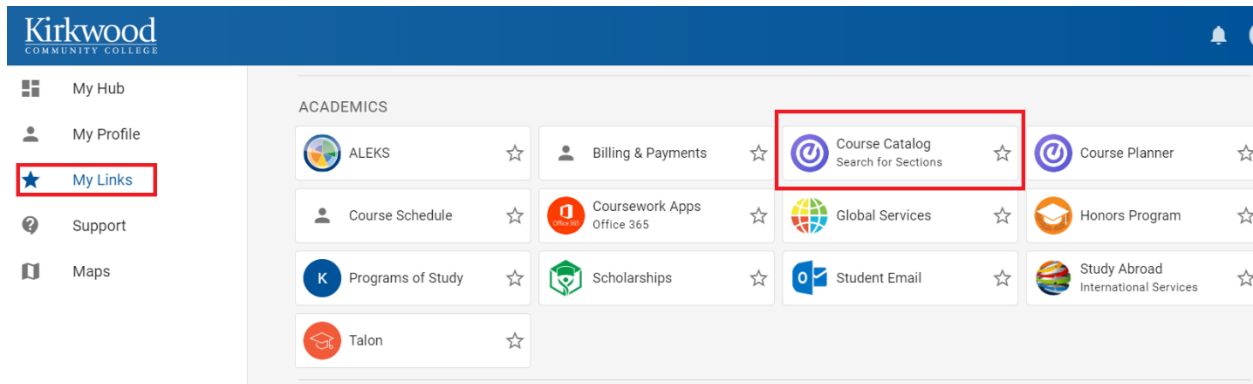 Kirkwood
COMMUNITY COLLEGE
My Hub
My Profile
My Links
Support
Maps
ACADEMICS
ALEKS
Billing & Payments
Course Catalog
Search for Sections
Course Planner
Course Schedule
Office 365
Coursework Apps
Office 365
Global Services
Honors Program
K
Programs of Study
Scholarships
o
Student Email
Study Abroad
International Services
Talon